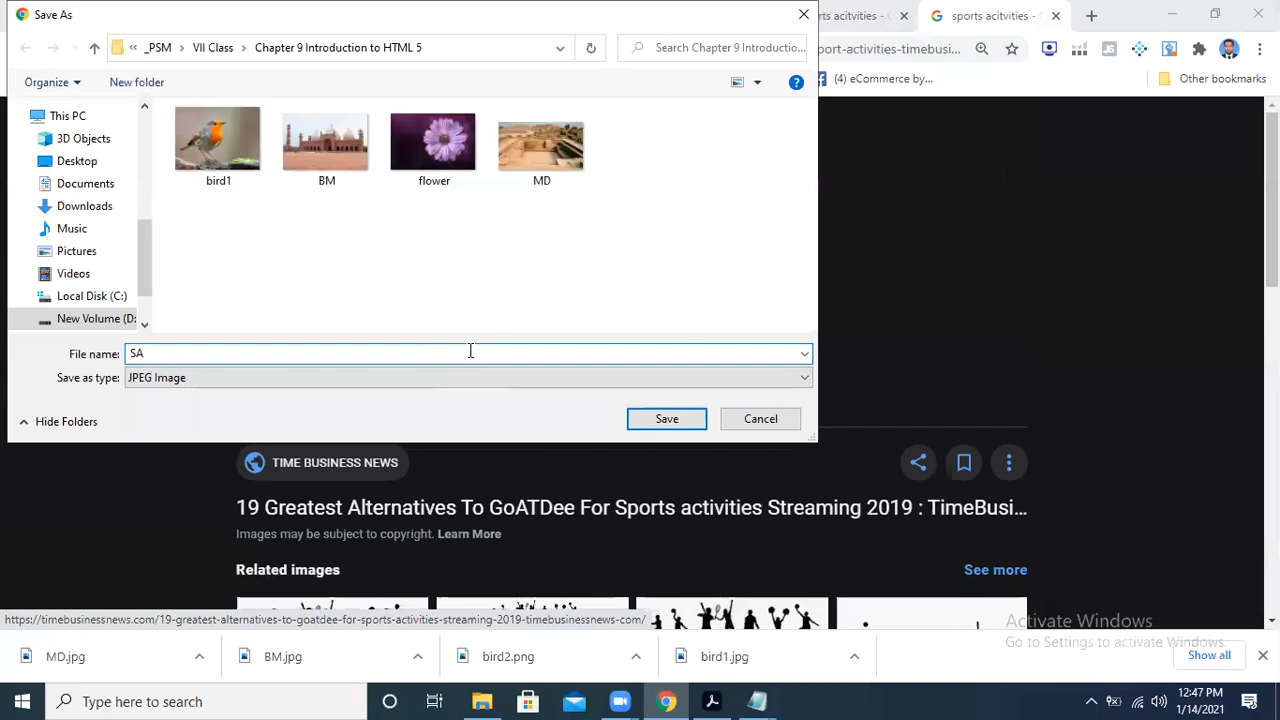 Save As
sports acitvities - G
sports acitvities -
« _PSM > VII Class > Chapter 9 Introduction to HTML 5
Search Chapter 9 Introductio...
port-activities-timebusi...
Organize
New folder
(4) eCommerce by...
Other bookmarks
This PC
3D Objects
Desktop
Documents
Downloads
Music
Pictures
Videos
Local Disk (C:)
New Volume (D:
bird1
BM
flower
MD
File name: SA
Save as type: JPEG Image
Hide Folders
Save
Cancel
TIME BUSINESS NEWS
19 Greatest Alternatives To GoATDee For Sports activities Streaming 2019 : TimeBusi...
Images may be subject to copyright. Learn More
Related images
See more
https://timebusinessnews.com/19-greatest-alternatives-to-goatdee-for-sports-activities-streaming-2019-timebusinessnews-com/
Activate Windows
Go to Settings to activate Windows.
MD.jpg
BM.jpg
bird2.png
bird1.jpg
Show all
Type here to search
12:47 PM
1/14/2021